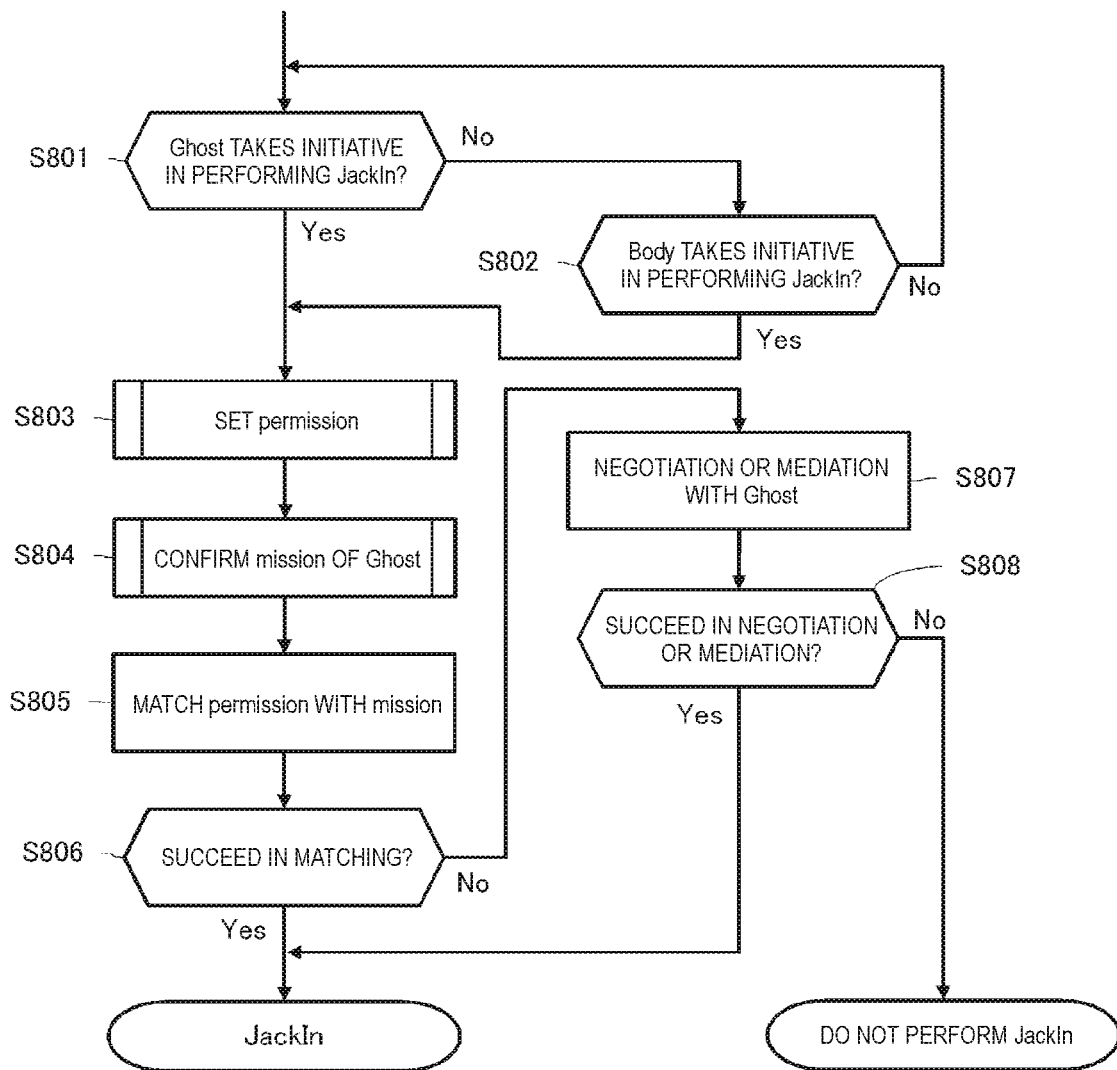 S801
Ghost TAKES INITIATIVE
IN PERFORMING JackIn?
No
Yes
S802
Body TAKES INITIATIVE
IN PERFORMING JackIn?
No
Yes
S803
SET permission
S804
CONFIRM mission OF Ghost
S805
MATCH permission WITH mission
S806
SUCCEED IN MATCHING?
No
Yes
NEGOTIATION OR MEDIATION
WITH Ghost
S807
S808
SUCCEED IN NEGOTIATION
OR MEDIATION?
No
Yes
JackIn
DO NOT PERFORM JackIn